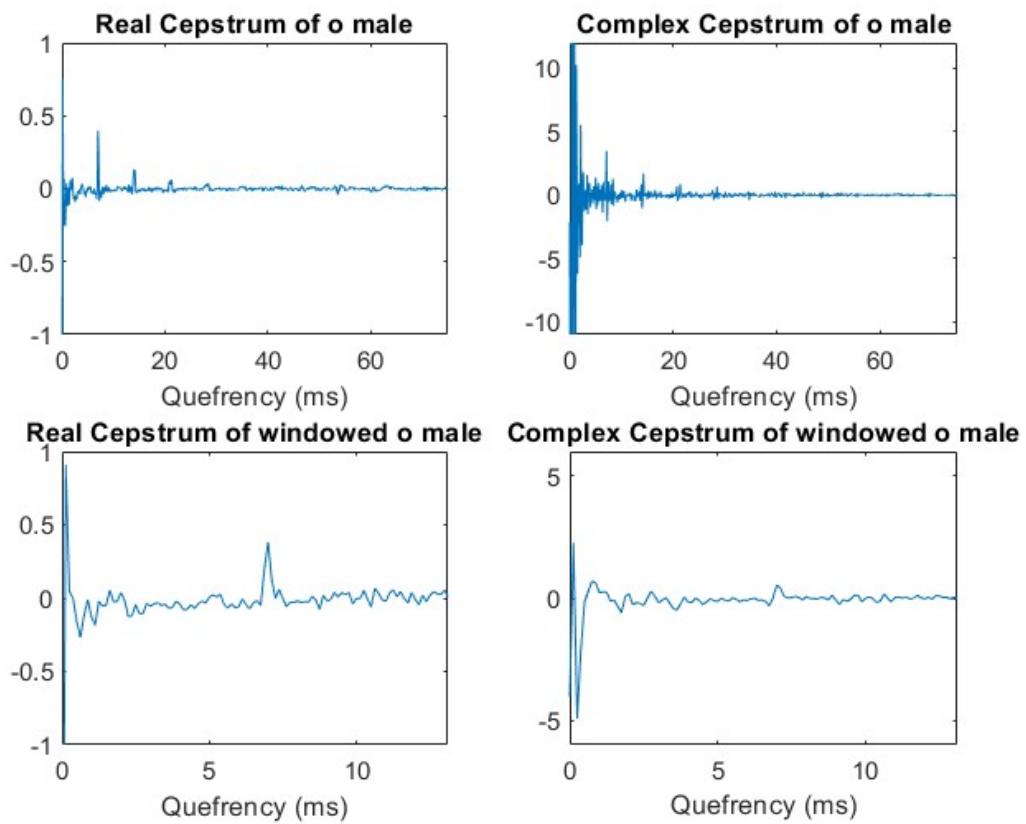 Real Cepstrum of o male
1
0.5
0
-0.5
-1
0 20 40 60
Quefrency (ms)
Complex Cepstrum of o male
10
5
0
-5
-10
0 20 40 60
Quefrency (ms)
Real Cepstrum of windowed o male
1
0.5
0
-0.5
-1
0 5 10
Quefrency (ms)
Complex Cepstrum of windowed o male
5
0
-5
0 5 10
Quefrency (ms)